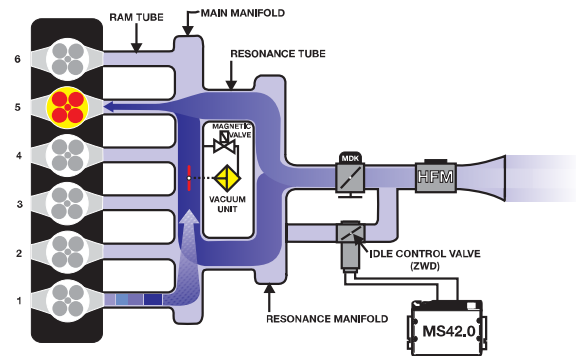 RAM TUBE
MAIN MANIFOLD
RESONANCE TUBE
6
5
4
3
2
1
MAGNETIC
VALVE
VACUUM
UNIT
MDK
HFM
IDLE CONTROL VALVE
(ZWD)
RESONANCE MANIFOLD
MS42.0